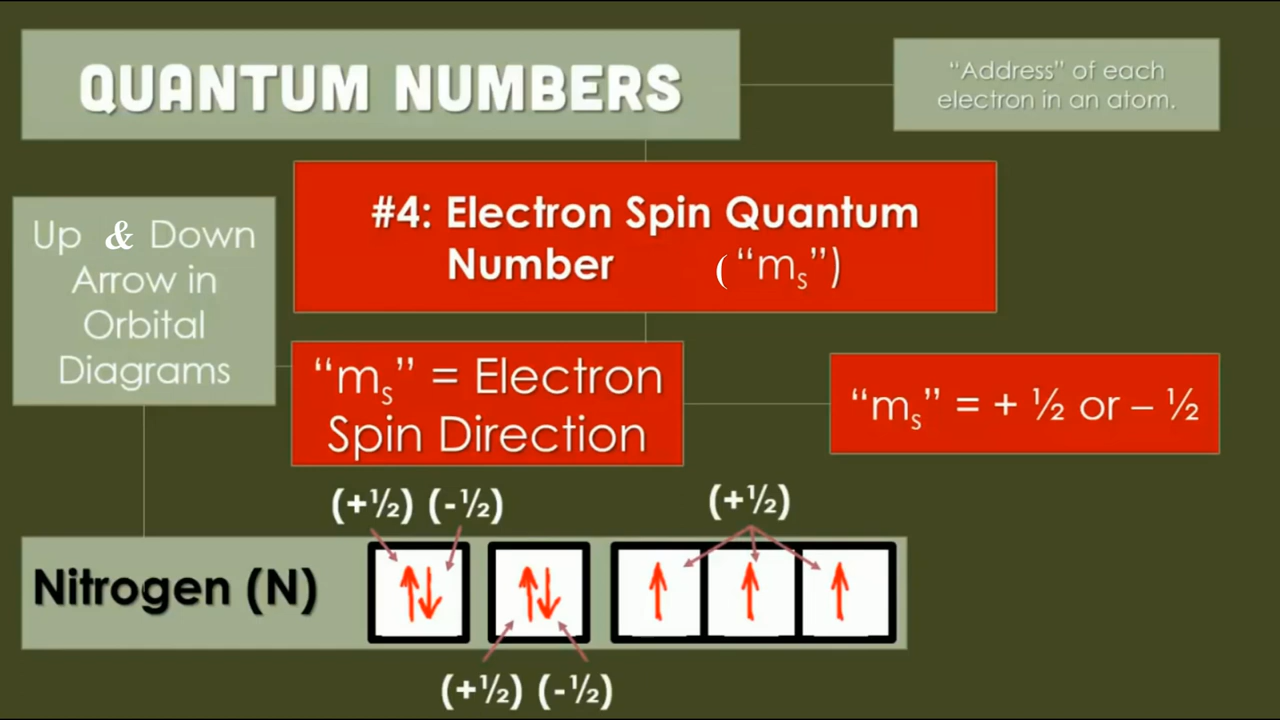 QUANTUM NUMBERS
“Address” of each
electron in an atom.
#4: Electron Spin Quantum
Number (“mₛ”)
Up & Down
Arrow in
Orbital
Diagrams
“mₛ” = Electron
Spin Direction
“mₛ” = + ½ or – ½
(+½) (-½)
(+½)
Nitrogen (N)
(+½) (-½)